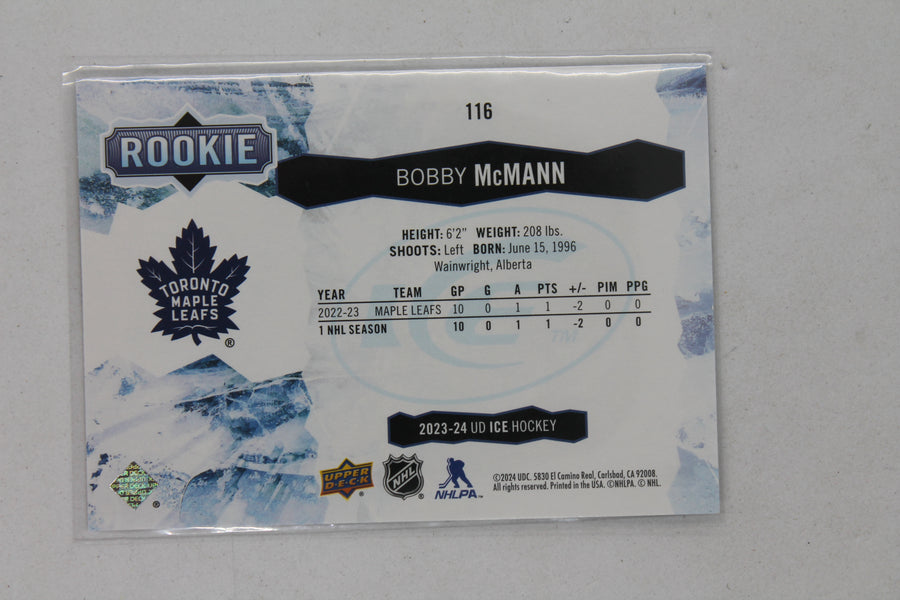 116
ROOKIE
BOBBY McMANN
HEIGHT: 6'2" WEIGHT: 208 lbs.
SHOOTS: Left BORN: June 15, 1996
Wainwright, Alberta
TORONTO
MAPLE
LEAFS
®
YEAR TEAM GP G A PTS +/- PIM PPG
2022-23 MAPLE LEAFS 10 0 1 1 -2 0 0
1 NHL SEASON 10 0 1 1 -2 0 0
ICE
TM
2023-24 UD ICE HOCKEY
UPPER
DECK
®
NHL
®
NHLPA™
©2024 UDC. 5830 El Camino Real, Carlsbad, CA 92008.
All rights reserved. Printed in the USA. ©NHLPA. © NHL.
®